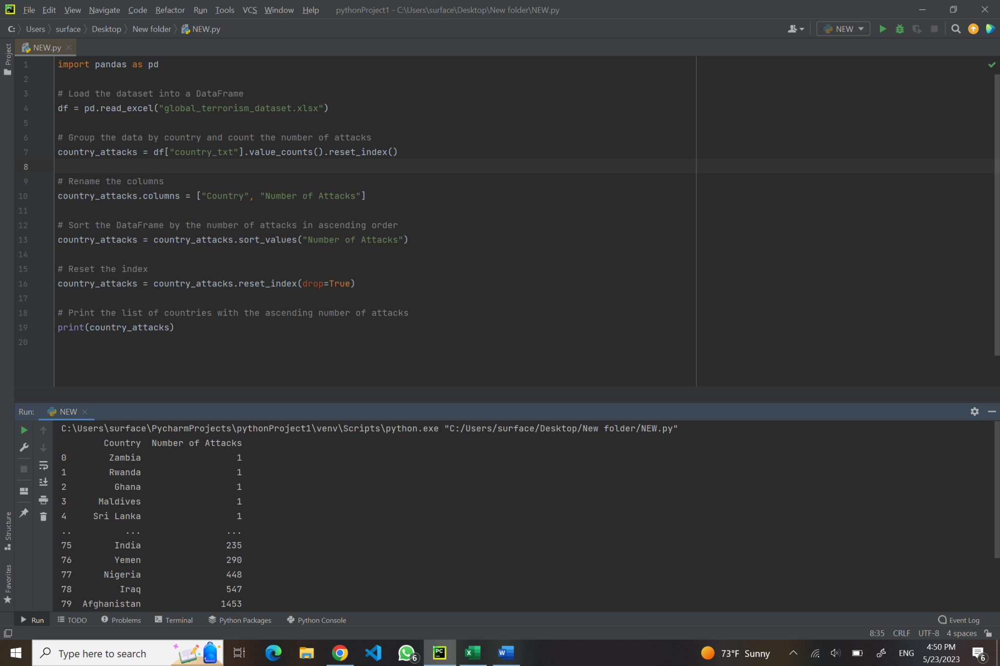 PC File Edit View Navigate Code Refactor Run Tools VCS Window Help pythonProject1 - C:\Users\surface\Desktop\New folder\NEW.py
C: Users surface Desktop New folder NEW.py NEW
Project NEW.py
1 import pandas as pd
2
3 # Load the dataset into a DataFrame
4 df = pd.read_excel("global_terrorism_dataset.xlsx")
5
6 # Group the data by country and count the number of attacks
7 country_attacks = df["country_txt"].value_counts().reset_index()
8
9 # Rename the columns
10 country_attacks.columns = ["Country", "Number of Attacks"]
11
12 # Sort the DataFrame by the number of attacks in ascending order
13 country_attacks = country_attacks.sort_values("Number of Attacks")
14
15 # Reset the index
16 country_attacks = country_attacks.reset_index(drop=True)
17
18 # Print the list of countries with the ascending number of attacks
19 print(country_attacks)
20
Run: NEW
C:\Users\surface\PycharmProjects\pythonProject1\venv\Scripts\python.exe "C:/Users/surface/Desktop/New folder/NEW.py"
Country Number of Attacks
0 Zambia 1
1 Rwanda 1
2 Ghana 1
3 Maldives 1
4 Sri Lanka 1
.. ... ...
75 India 235
76 Yemen 290
77 Nigeria 448
78 Iraq 547
79 Afghanistan 1453
Structure
Favorites
Run TODO Problems Terminal Python Packages Python Console Event Log
8:35 CRLF UTF-8 4 spaces
Type here to search 6 PC X W 73°F Sunny ENG 4:50 PM 6
5/23/2023